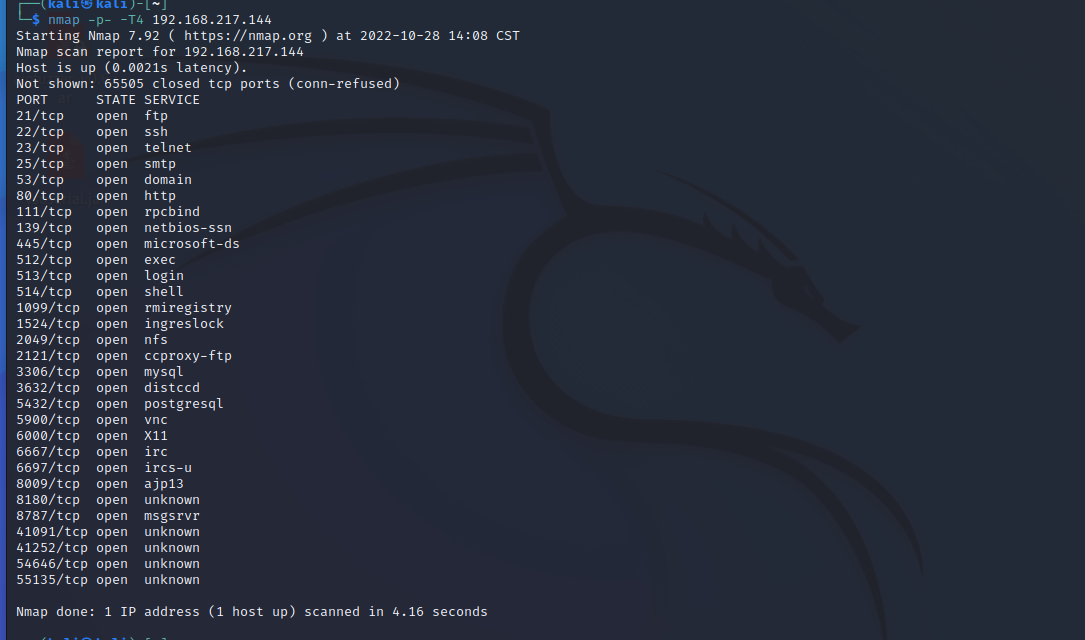 ┌──(kali㉿kali)-[~]
└─$ nmap -p- -T4 192.168.217.144
Starting Nmap 7.92 ( https://nmap.org ) at 2022-10-28 14:08 CST
Nmap scan report for 192.168.217.144
Host is up (0.0021s latency).
Not shown: 65505 closed tcp ports (conn-refused)
PORT      STATE SERVICE
21/tcp    open  ftp
22/tcp    open  ssh
23/tcp    open  telnet
25/tcp    open  smtp
53/tcp    open  domain
80/tcp    open  http
111/tcp   open  rpcbind
139/tcp   open  netbios-ssn
445/tcp   open  microsoft-ds
512/tcp   open  exec
513/tcp   open  login
514/tcp   open  shell
1099/tcp  open  rmiregistry
1524/tcp  open  ingreslock
2049/tcp  open  nfs
2121/tcp  open  ccproxy-ftp
3306/tcp  open  mysql
3632/tcp  open  distccd
5432/tcp  open  postgresql
5900/tcp  open  vnc
6000/tcp  open  X11
6667/tcp  open  irc
6697/tcp  open  ircs-u
8009/tcp  open  ajp13
8180/tcp  open  unknown
8787/tcp  open  msgsrvr
41091/tcp open  unknown
41252/tcp open  unknown
54646/tcp open  unknown
55135/tcp open  unknown
Nmap done: 1 IP address (1 host up) scanned in 4.16 seconds